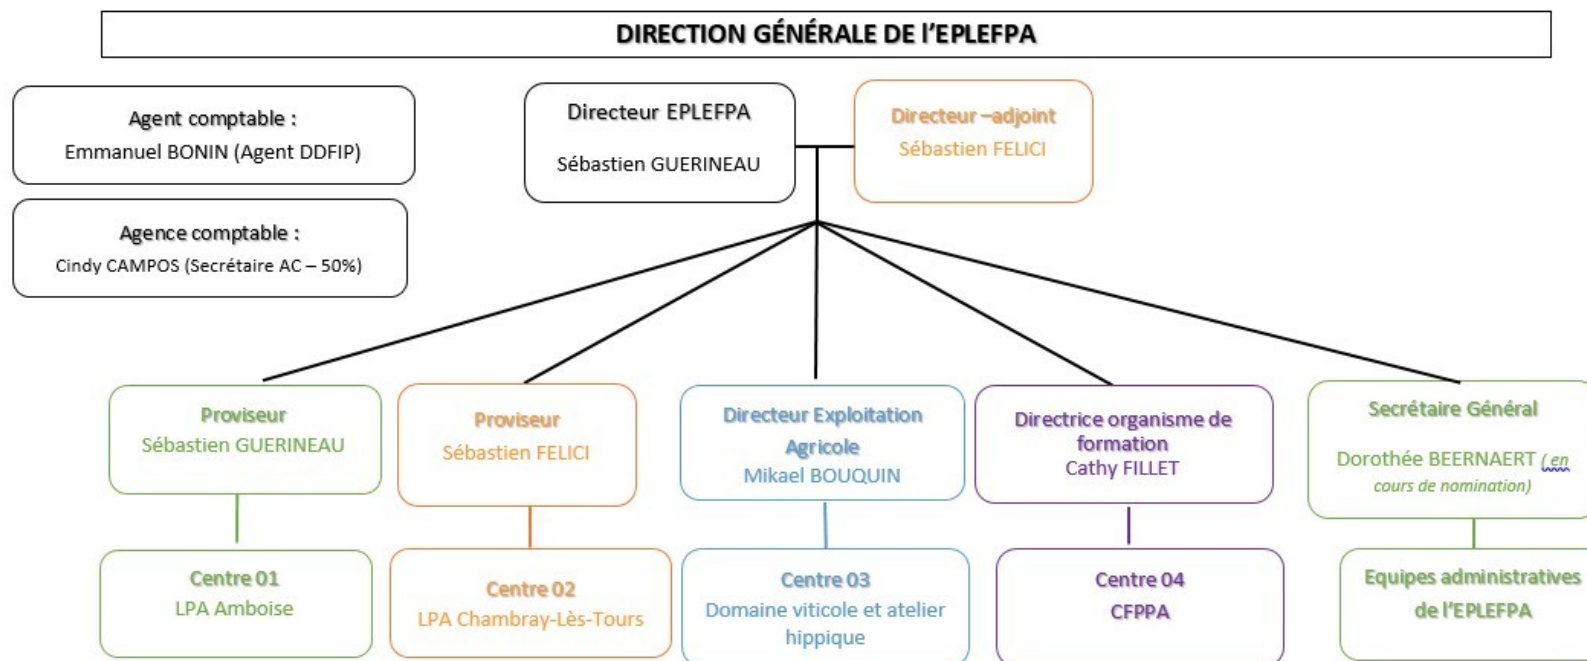 DIRECTION GÉNÉRALE DE l'EPLEFPA
Agent comptable :
Emmanuel BONIN (Agent DDFIP)
Agence comptable :
Cindy CAMPOS (Secrétaire AC – 50%)
Directeur EPLEFPA
Sébastien GUERINEAU
Directeur –adjoint
Sébastien FELICI
Proviseur
Sébastien GUERINEAU
Proviseur
Sébastien FELICI
Directeur Exploitation
Agricole
Mikael BOUQUIN
Directrice organisme de
formation
Cathy FILLET
Secrétaire Général
Dorothée BEERNAERT ( en
cours de nomination)
Centre 01
LPA Amboise
Centre 02
LPA Chambray-Lès-Tours
Centre 03
Domaine viticole et atelier
hippique
Centre 04
CFPPA
Equipes administratives
de l'EPLEFPA